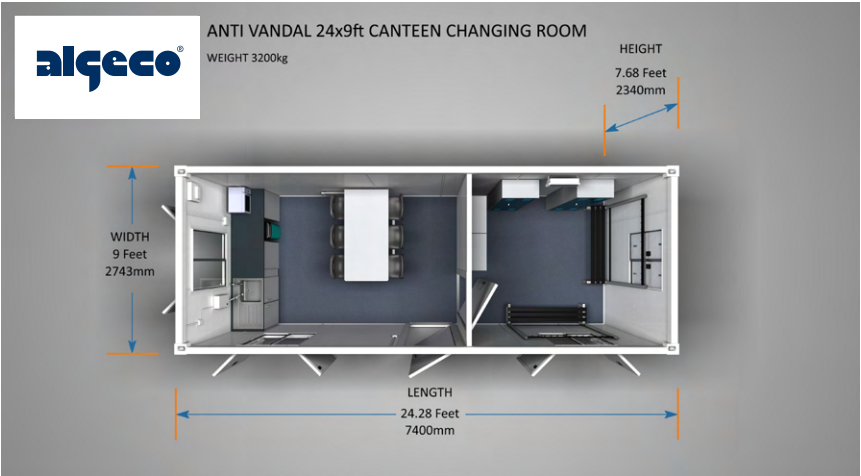 algeco®
ANTI VANDAL 24x9ft CANTEEN CHANGING ROOM
WEIGHT 3200kg
HEIGHT
7.68 Feet
2340mm
WIDTH
9 Feet
2743mm
LENGTH
24.28 Feet
7400mm